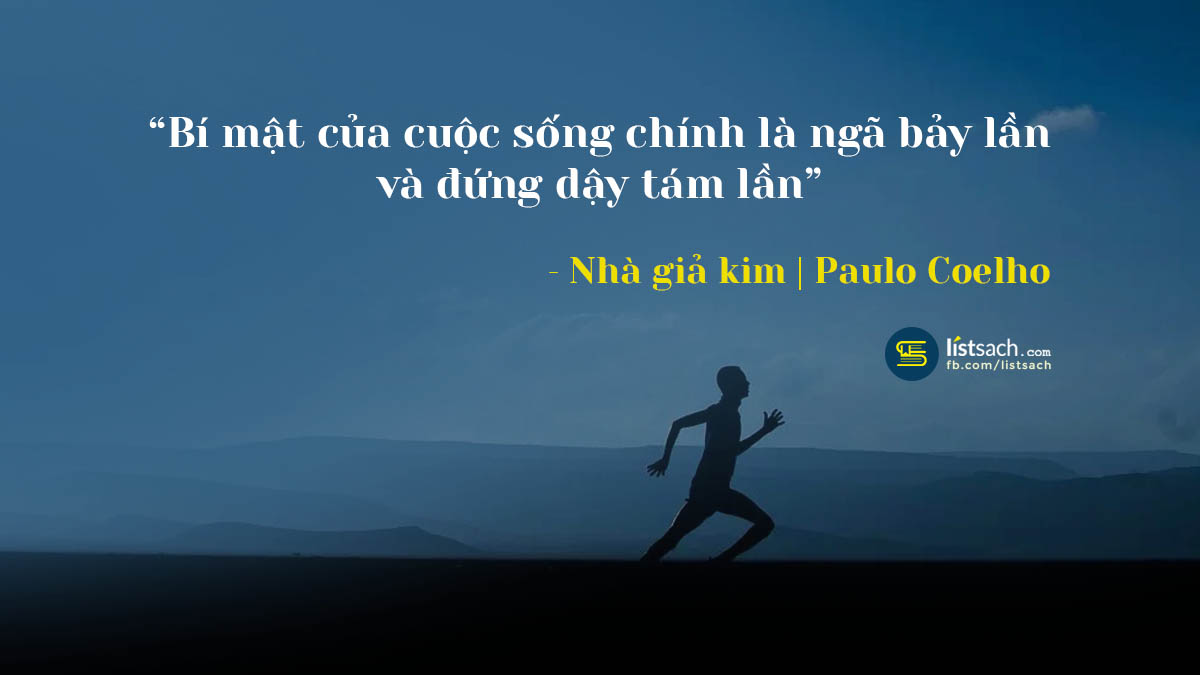 “Bí mật của cuộc sống chính là ngã bảy lần
và đứng dậy tám lần”
- Nhà giả kim | Paulo Coelho
lístsach.com
fb.com/listsach